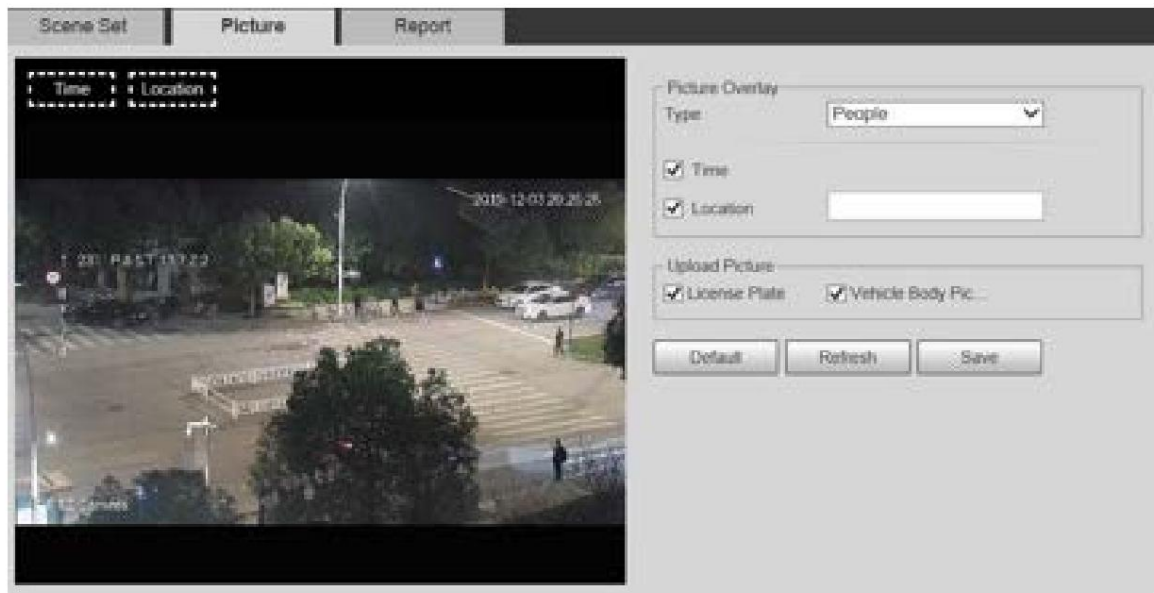 Scene Set
Picture
Report
Time
Location
Picture Overlay
Type
People
Time
Location
Upload Picture
License Plate
Vehicle Body Pic...
Default
Refresh
Save